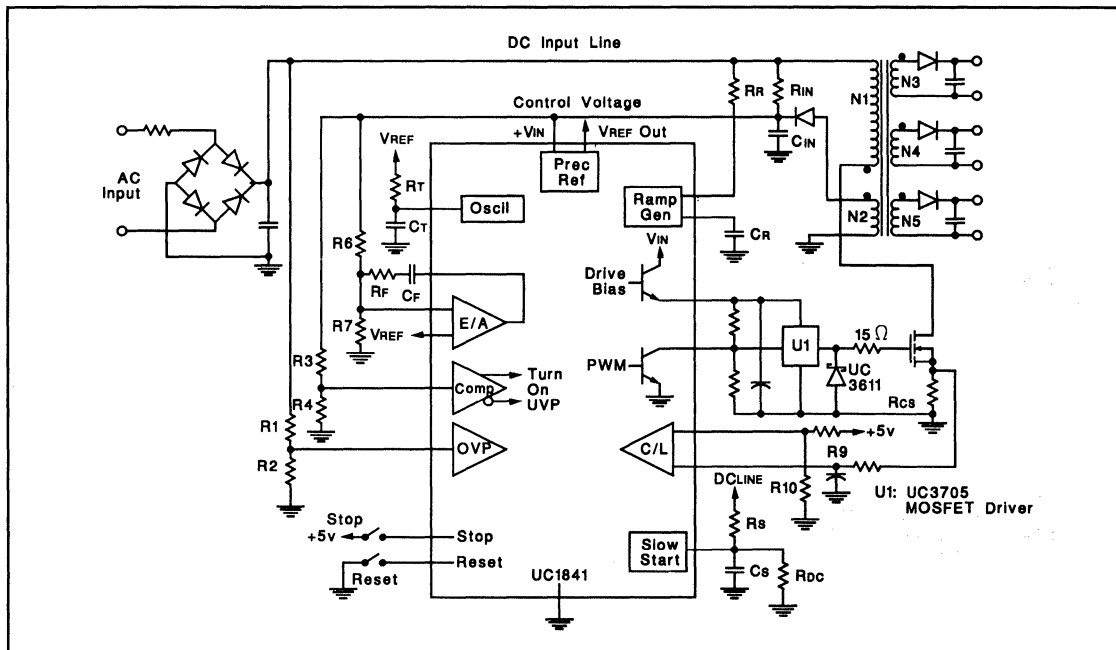 DC Input Line
RR
RIN
N1
N3
Control Voltage
+VIN
VREF Out
CIN
VREF
Prec
Ref
AC
Input
RT
Oscil
Ramp
Gen
N4
CT
CR
N2
N5
R6
VIN
RF
CF
Drive
Bias
E/A
R7
VREF
U1
15 Ω
R3
PWM
UC
3611
Comp
Turn
On
UVP
RCS
R4
R1
OVP
C/L
+5v
R9
R2
DCLINE
R10
U1: UC3705
MOSFET Driver
Stop
+5v
Stop
RS
Slow
Start
Reset
Reset
CS
RDC
UC1841